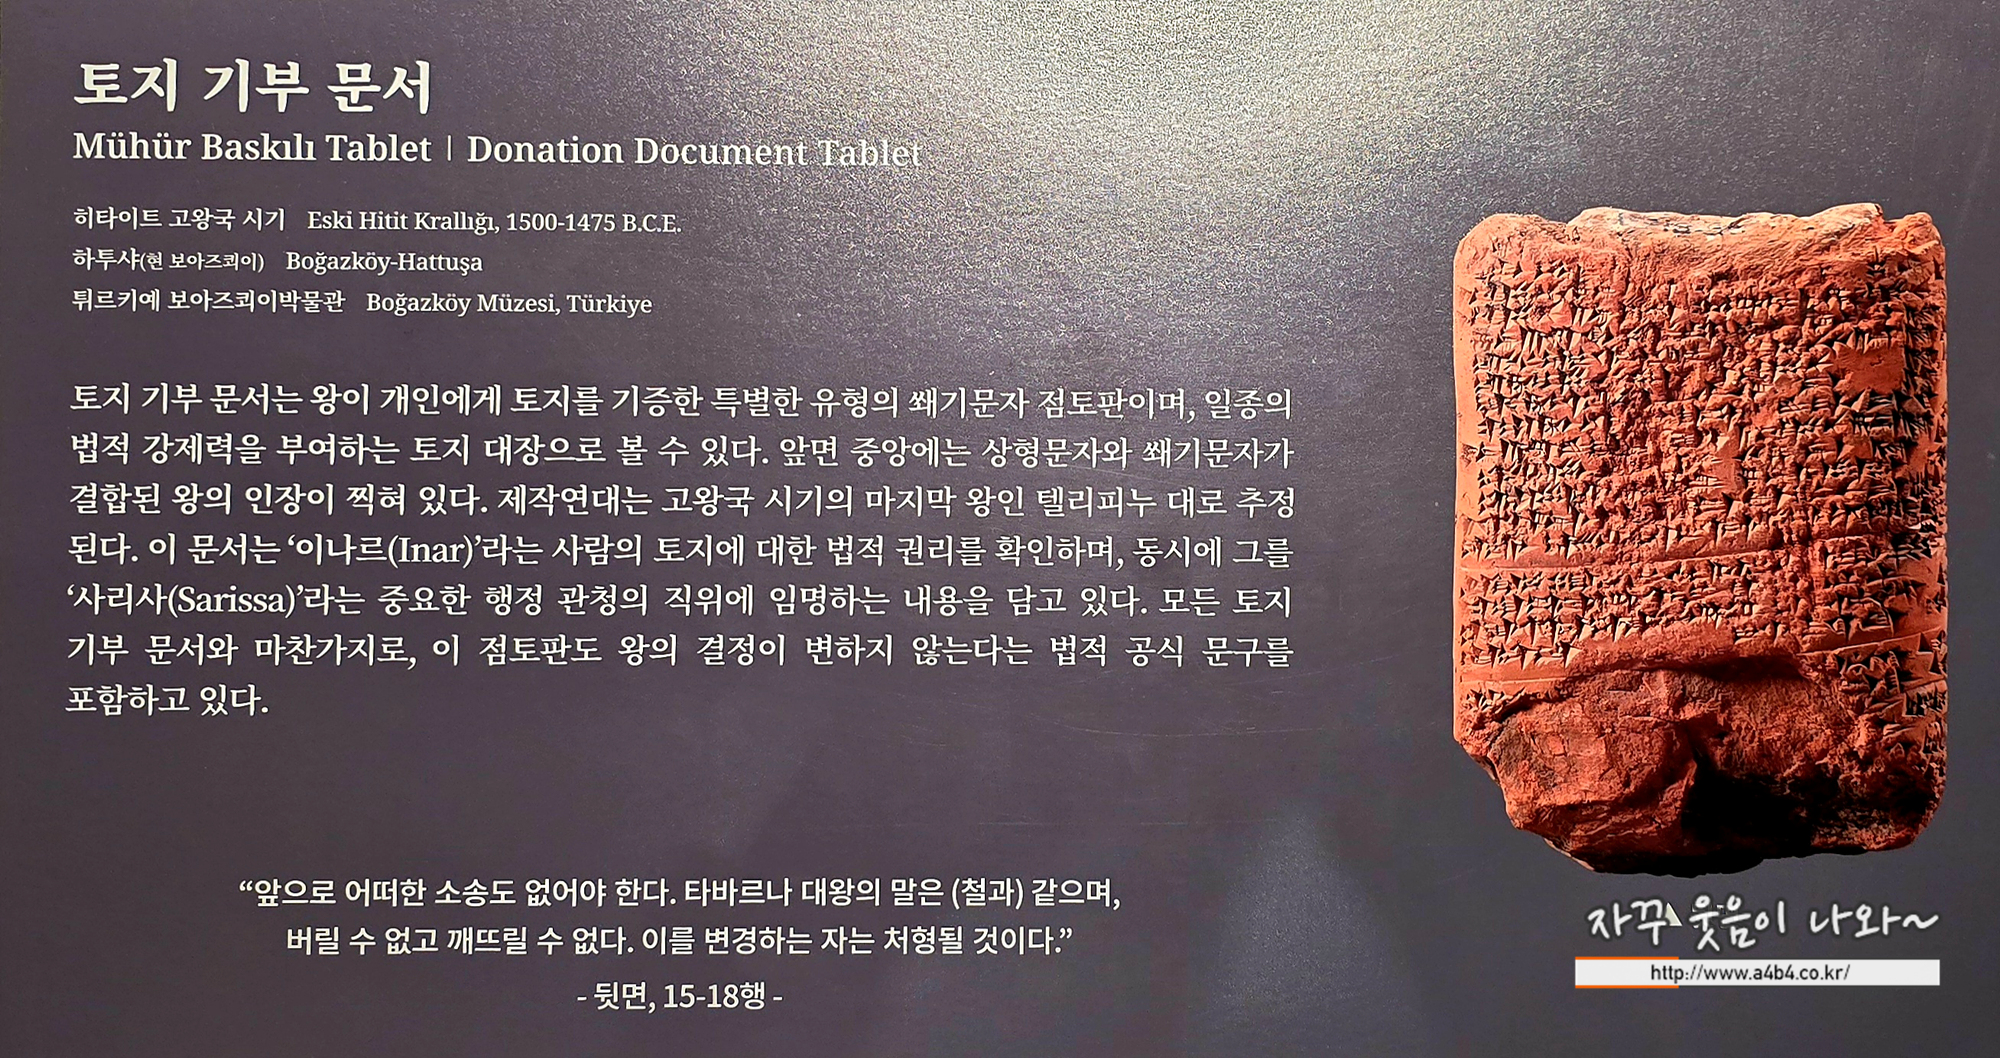 토지 기부 문서
Mühür Baskılı Tablet | Donation Document Tablet
히타이트 고왕국 시기 Eski Hitit Krallığı, 1500-1475 B.C.E.
하투샤(현 보아즈쾨이) Boğazköy-Hattuşa
튀르키예 보아즈쾨이박물관 Boğazköy Müzesi, Türkiye
토지 기부 문서는 왕이 개인에게 토지를 기증한 특별한 유형의 쐐기문자 점토판이며, 일종의
법적 강제력을 부여하는 토지 대장으로 볼 수 있다. 앞면 중앙에는 상형문자와 쐐기문자가
결합된 왕의 인장이 찍혀 있다. 제작연대는 고왕국 시기의 마지막 왕인 텔리피누 대로 추정
된다. 이 문서는 ‘이나르(Inar)’라는 사람의 토지에 대한 법적 권리를 확인하며, 동시에 그를
‘사리사(Sarissa)’라는 중요한 행정 관청의 직위에 임명하는 내용을 담고 있다. 모든 토지
기부 문서와 마찬가지로, 이 점토판도 왕의 결정이 변하지 않는다는 법적 공식 문구를
포함하고 있다.
“앞으로 어떠한 소송도 없어야 한다. 타바르나 대왕의 말은 (철과) 같으며,
버릴 수 없고 깨뜨릴 수 없다. 이를 변경하는 자는 처형될 것이다.”
- 뒷면, 15-18행 -
자꾸 웃음이 나와~
http://www.a4b4.co.kr/